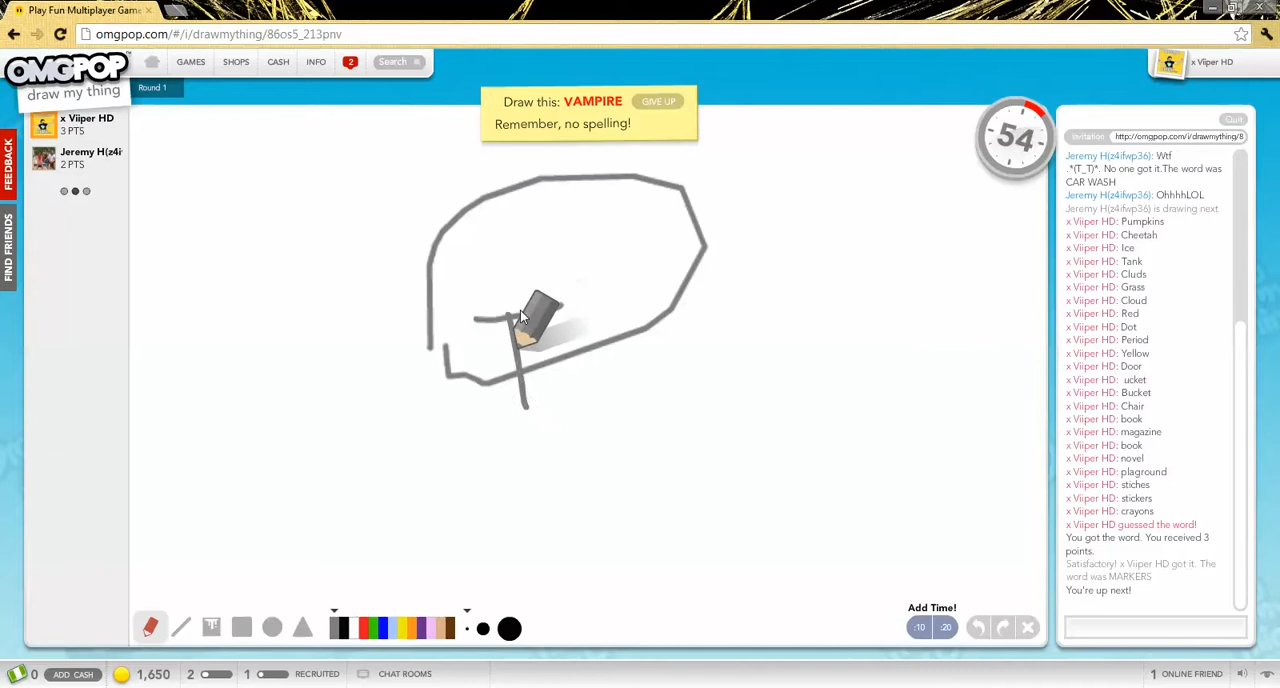 Play Fun Multiplayer Game
omgpop.com/#/i/drawmything/86os5_213pnv
OMGPOP
draw my thing
GAMES
SHOPS
CASH
INFO
2
Search
x Viiper HD
Round 1
x Viiper HD
3 PTS
Jeremy H(z4if
2 PTS
FEEDBACK
FIND FRIENDS
Draw this: VAMPIRE
GIVE UP
Remember, no spelling!
54
Quit
Invitation
http://omgpop.com/i/drawmything/8
Jeremy H(z4ifwp36): Wtf
.*(T_T)*. No one got it.The word was
CAR WASH
Jeremy H(z4ifwp36): OhhhhLOL
Jeremy H(z4ifwp36) is drawing next
x Viiper HD: Pumpkins
x Viiper HD: Cheetah
x Viiper HD: Ice
x Viiper HD: Tank
x Viiper HD: Cluds
x Viiper HD: Grass
x Viiper HD: Cloud
x Viiper HD: Red
x Viiper HD: Dot
x Viiper HD: Period
x Viiper HD: Yellow
x Viiper HD: Door
x Viiper HD: ucket
x Viiper HD: Bucket
x Viiper HD: Chair
x Viiper HD: book
x Viiper HD: magazine
x Viiper HD: book
x Viiper HD: novel
x Viiper HD: plaground
x Viiper HD: stiches
x Viiper HD: stickers
x Viiper HD: crayons
x Viiper HD guessed the word!
You got the word. You received 3
points.
Satisfactory! x Viiper HD got it. The
word was MARKERS
You're up next!
Add Time!
:10
:20
T
0
ADD CASH
1,650
2
1
RECRUITED
CHAT ROOMS
1 ONLINE FRIEND